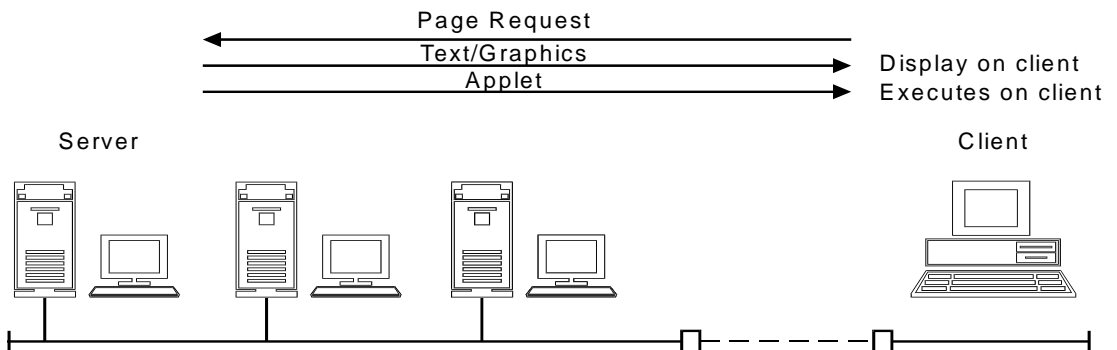 Page Request
Text/Graphics
Display on client
Applet
Executes on client
Server
Client